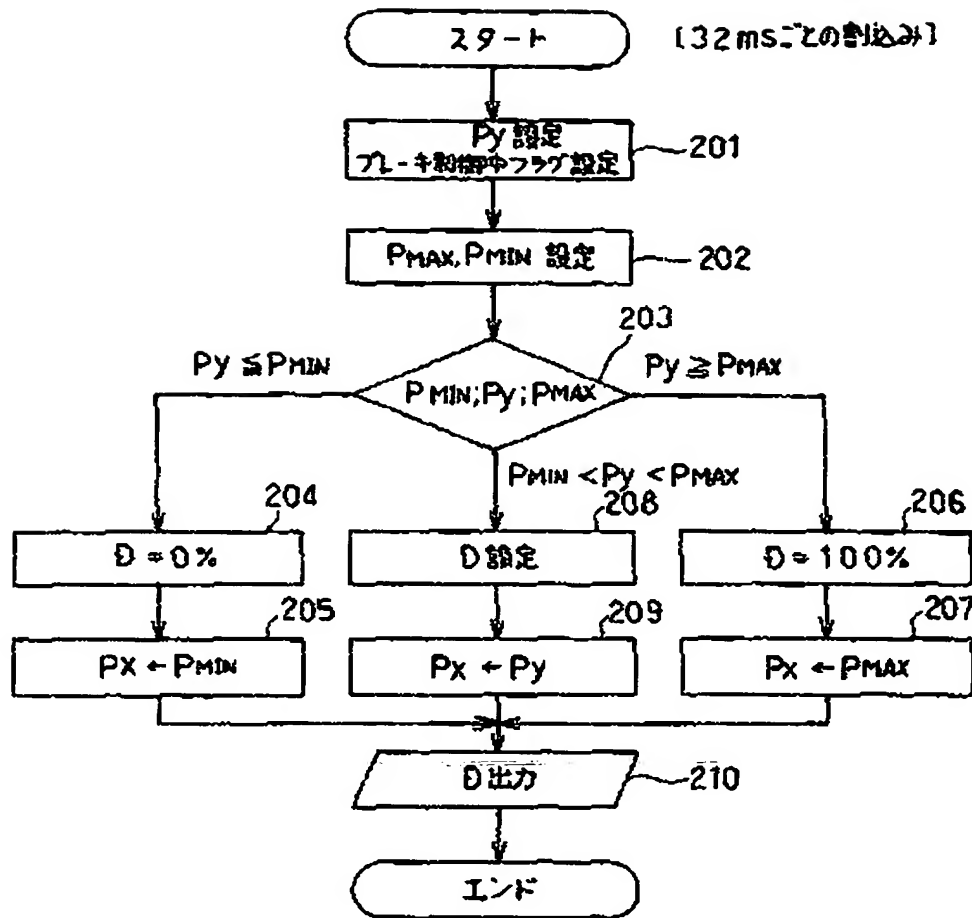 スタート
[32msごとの割込み]
Py 設定
ブレーキ制御中フラグ設定
201
PMAX,PMIN 設定
202
203
Py≦PMIN
PMIN;Py;PMAX
Py≧PMAX
PMIN<Py<PMAX
204
208
206
D=0%
D設定
D=100%
205
209
207
Px←PMIN
Px←Py
Px←PMAX
D出力
210
エンド